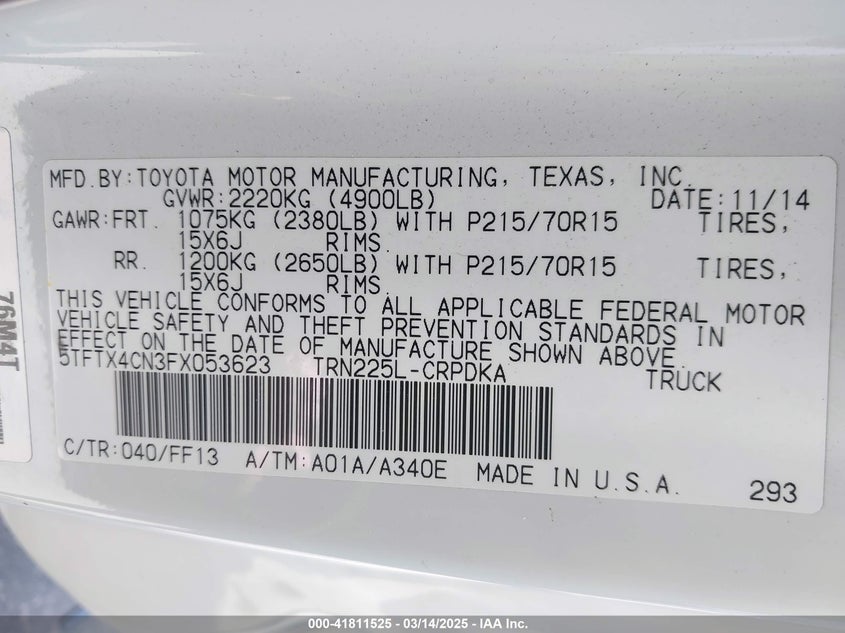 MFD.BY:TOYOTA MOTOR MANUFACTURING, TEXAS, INC.
GVWR:2220KG (4900LB) DATE:11/14
GAWR:FRT. 1075KG (2380LB) WITH P215/70R15 TIRES,
15X6J RIMS.
RR. 1200KG (2650LB) WITH P215/70R15 TIRES,
15X6J RIMS.
THIS VEHICLE CONFORMS TO ALL APPLICABLE FEDERAL MOTOR
VEHICLE SAFETY AND THEFT PREVENTION STANDARDS IN
EFFECT ON THE DATE OF MANUFACTURE SHOWN ABOVE.
5TFTX4CN3FX053623 TRN225L-CRPDKA TRUCK
C/TR:040/FF13 A/TM:A01A/A340E MADE IN U.S.A. 293
76M4T
000-41811525 | 03/14/2025 | IAA Inc.